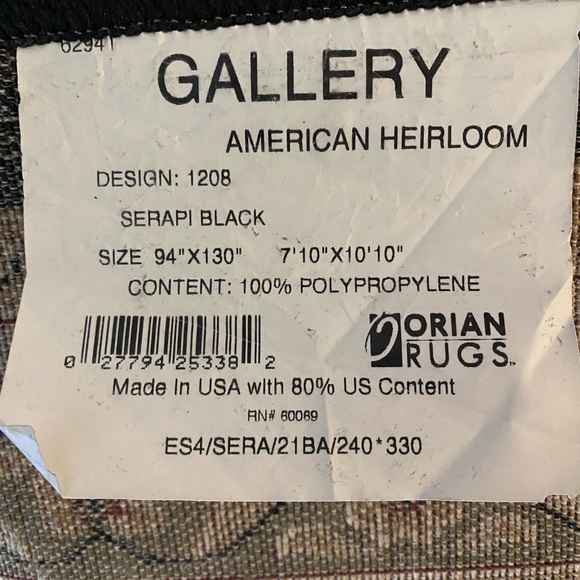 62941
GALLERY
AMERICAN HEIRLOOM
DESIGN: 1208
SERAPI BLACK
SIZE 94"X130" 7'10"X10'10"
CONTENT: 100% POLYPROPYLENE
0 27794 25338 2
ORIAN
RUGS™
Made In USA with 80% US Content
RN# 60069
ES4/SERA/21BA/240*330